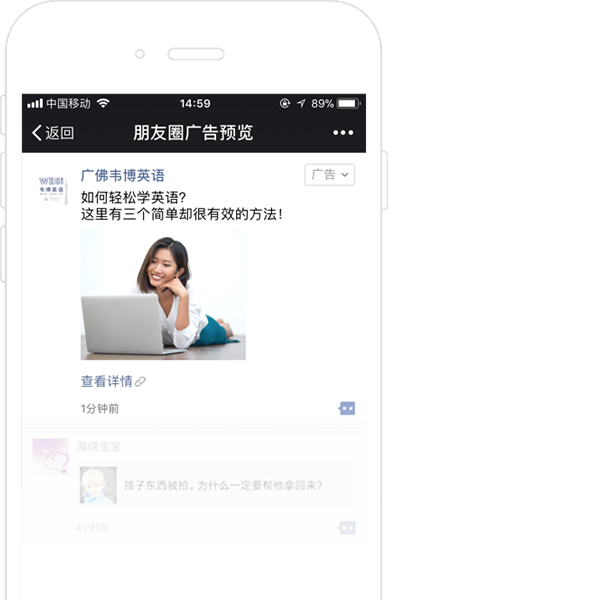 中国移动 14:59 89%
返回 朋友圈广告预览
广佛韦博英语 广告
韦博英语
如何轻松学英语?
这里有三个简单却很有效的方法!
查看详情
1分钟前
海绵宝宝
孩子东西被抢，为什么一定要帮他拿回来?
2小时前